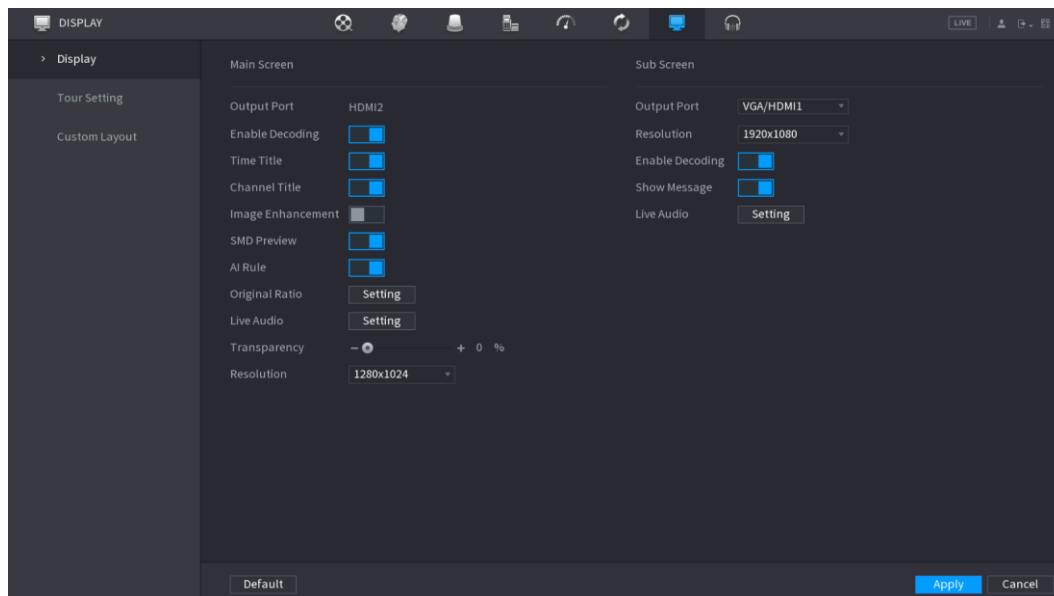 DISPLAY
LIVE
Display
Tour Setting
Custom Layout
Main Screen
Output Port HDMI2
Enable Decoding
Time Title
Channel Title
Image Enhancement
SMD Preview
AI Rule
Original Ratio Setting
Live Audio Setting
Transparency − + 0 %
Resolution 1280x1024
Sub Screen
Output Port VGA/HDMI1
Resolution 1920x1080
Enable Decoding
Show Message
Live Audio Setting
Default
Apply Cancel